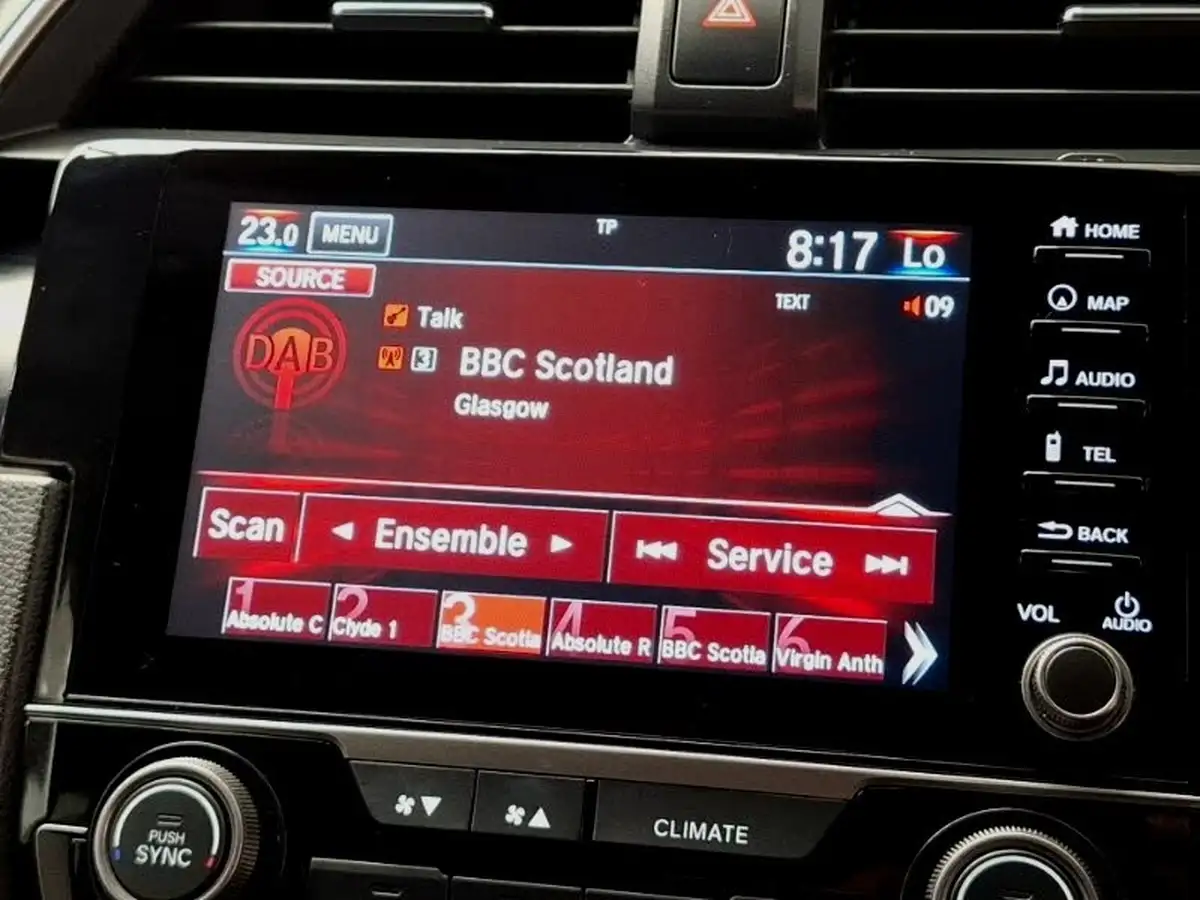 23.0 MENU TP 8:17 Lo
SOURCE
DAB
Talk
TEXT
09
3 BBC Scotland
Glasgow
Scan Ensemble Service
1 Absolute C
2 Clyde 1
3 BBC Scotla
4 Absolute R
5 BBC Scotla
6 Virgin Anth
HOME
MAP
AUDIO
TEL
BACK
VOL
AUDIO
PUSH
SYNC
CLIMATE